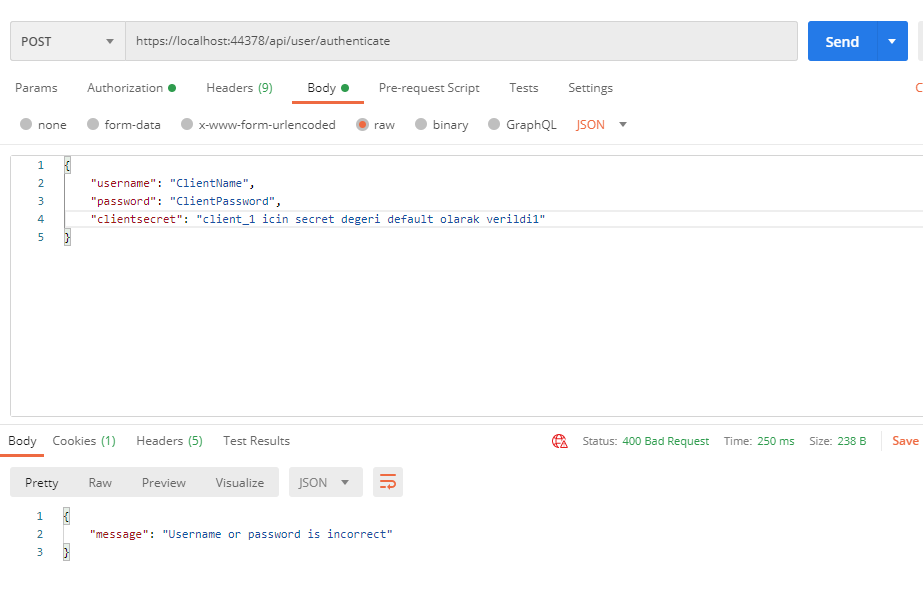 POST https://localhost:44378/api/user/authenticate Send
Params Authorization Headers (9) Body Pre-request Script Tests Settings
none form-data x-www-form-urlencoded raw binary GraphQL JSON
1 {
2 "username": "ClientName",
3 "password": "ClientPassword",
4 "clientsecret": "client_1 icin secret degeri default olarak verildi1"
5 }
Body Cookies (1) Headers (5) Test Results Status: 400 Bad Request Time: 250 ms Size: 238 B Save
Pretty Raw Preview Visualize JSON
1 {
2 "message": "Username or password is incorrect"
3 }